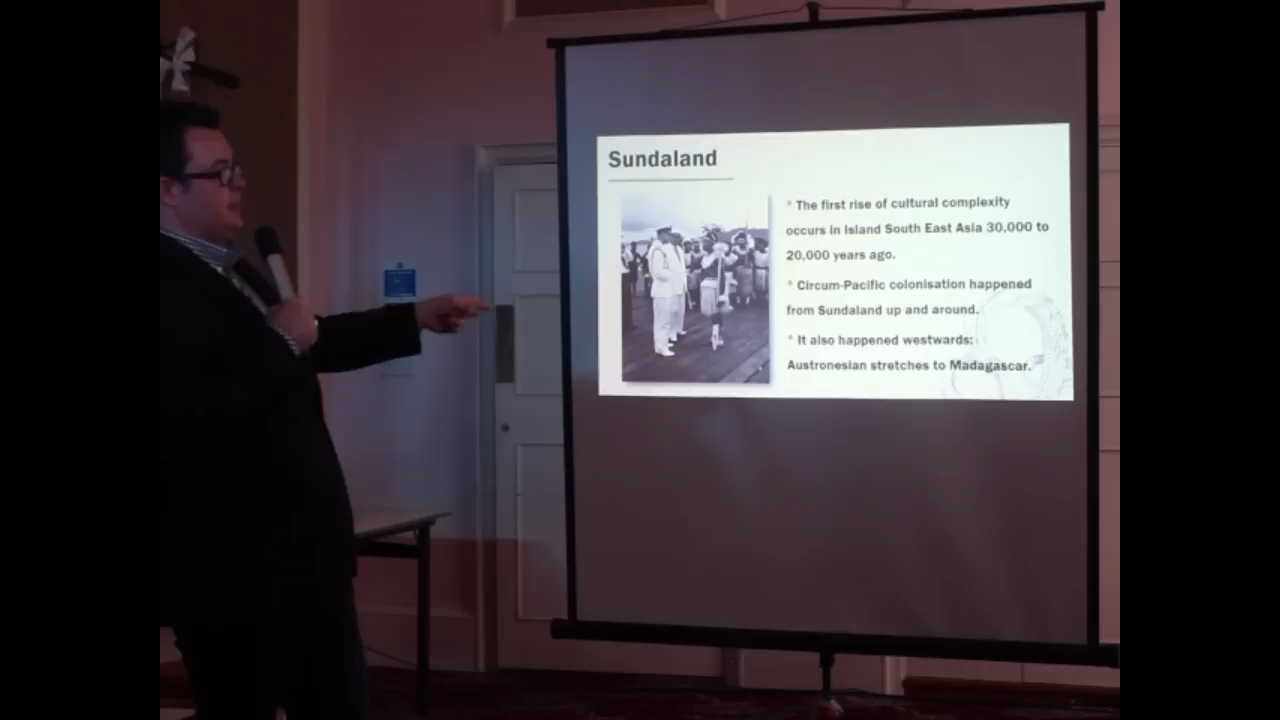 Sundaland
* The first rise of cultural complexity
occurs in Island South East Asia 30,000 to
20,000 years ago.
* Circum-Pacific colonisation happened
from Sundaland up and around.
* It also happened westwards:
Austronesian stretches to Madagascar.